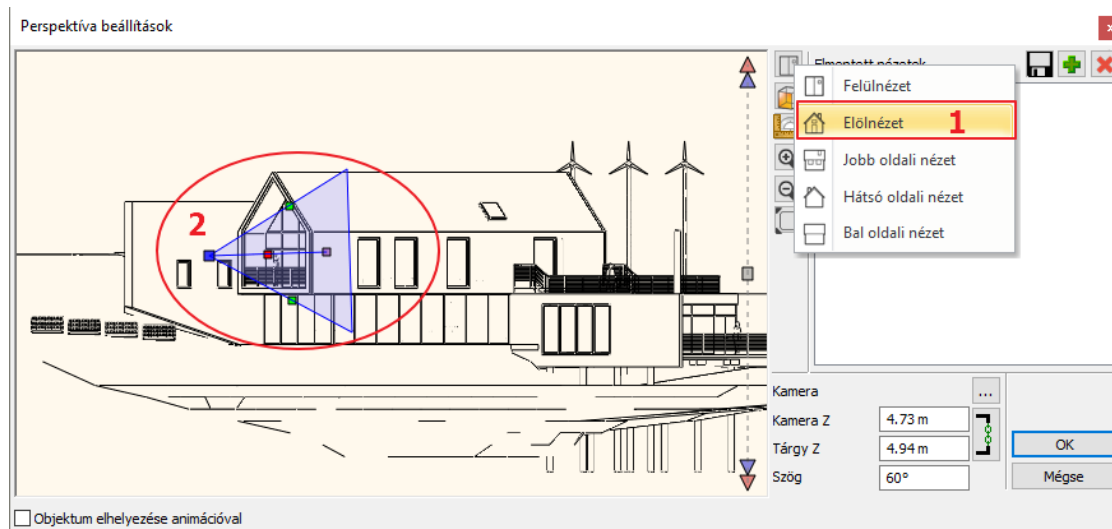 Perspektíva beállítások
x
Elmentett nézetek
Felülnézet
Elölnézet 1
Jobb oldali nézet
Hátsó oldali nézet
Bal oldali nézet
2
Kamera
...
Kamera Z 4.73 m
Tárgy Z 4.94 m
OK
Szög 60°
Mégse
Objektum elhelyezése animációval